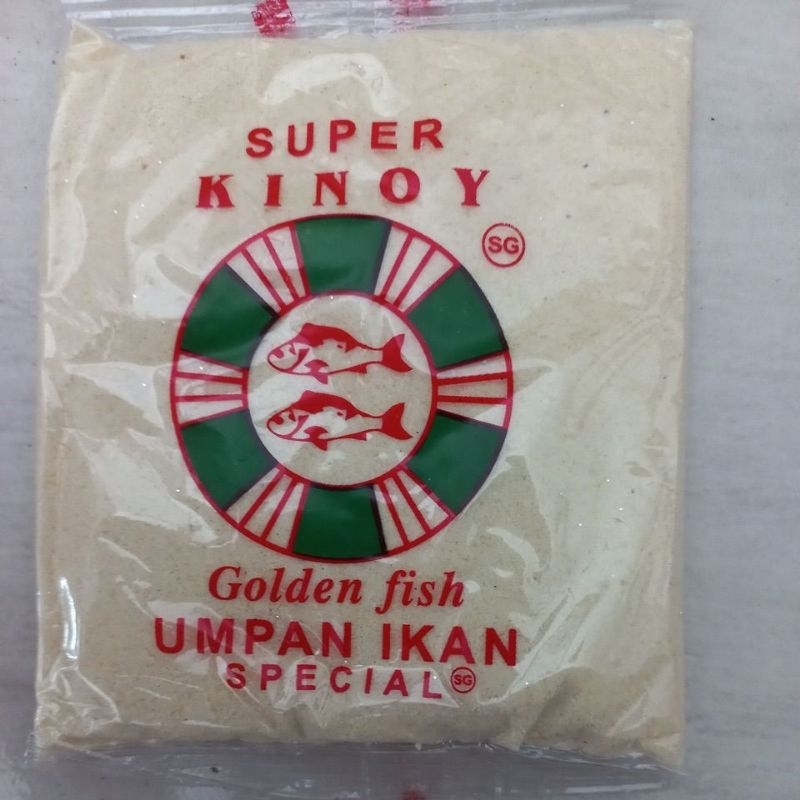 SUPER
KINOY
SG
Golden fish
UMPAN IKAN
SPECIAL SG